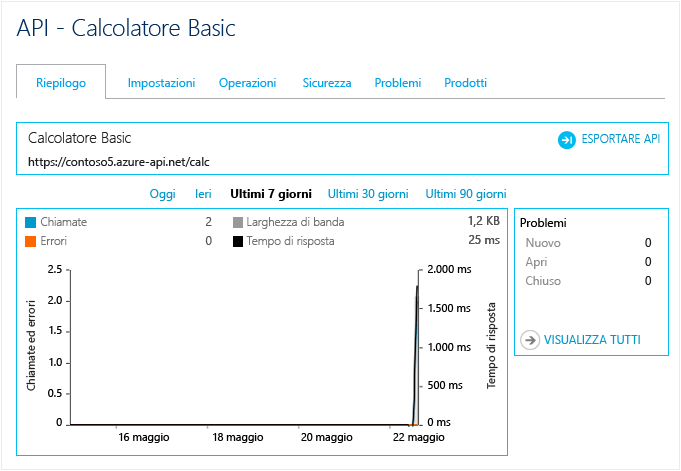 API - Calcolatore Basic
Riepilogo Impostazioni Operazioni Sicurezza Problemi Prodotti
Calcolatore Basic
ESPORTARE API
https://contoso5.azure-api.net/calc
Oggi Ieri Ultimi 7 giorni Ultimi 30 giorni Ultimi 90 giorni
Chiamate 2 Larghezza di banda 1,2 KB
Errori 0 Tempo di risposta 25 ms
Chiamate ed errori
2.5
2.0
1.5
1.0
0.5
0
2.000 ms
1.500 ms
1.000 ms
500 ms
0 ms
Tempo di risposta
16 maggio 18 maggio 20 maggio 22 maggio
Problemi
Nuovo 0
Apri 0
Chiuso 0
VISUALIZZA TUTTI